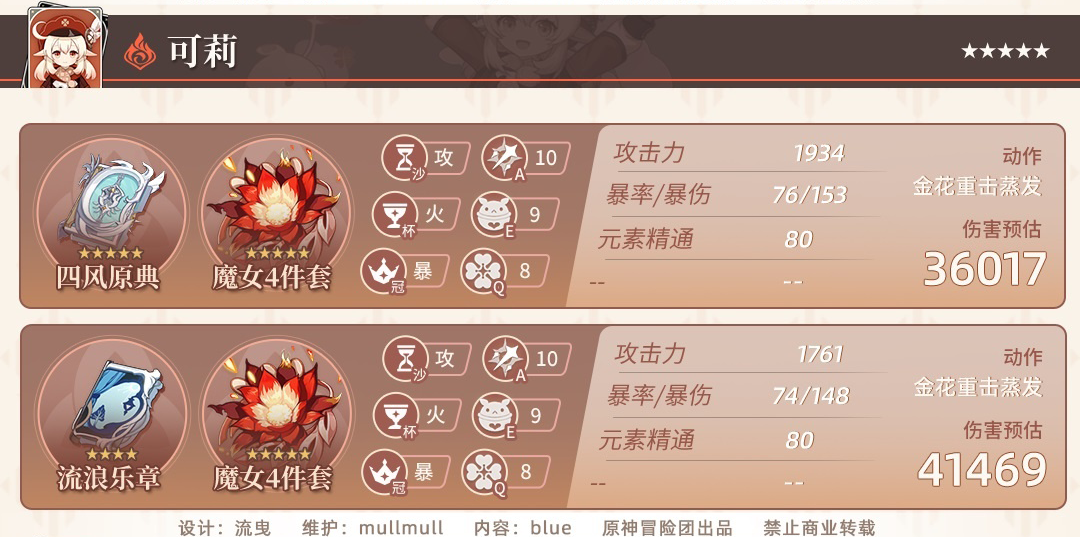 可莉
四风原典
魔女4件套
沙 攻
A 10
杯 火
E 9
冠 暴
Q 8
攻击力 1934
暴率/暴伤 76/153
元素精通 80
-- --
动作
金花重击蒸发
伤害预估
36017
流浪乐章
魔女4件套
沙 攻
A 10
杯 火
E 9
冠 暴
Q 8
攻击力 1761
暴率/暴伤 74/148
元素精通 80
-- --
动作
金花重击蒸发
伤害预估
41469
设计：流曳 维护：mullmull 内容：blue 原神冒险团出品 禁止商业转载